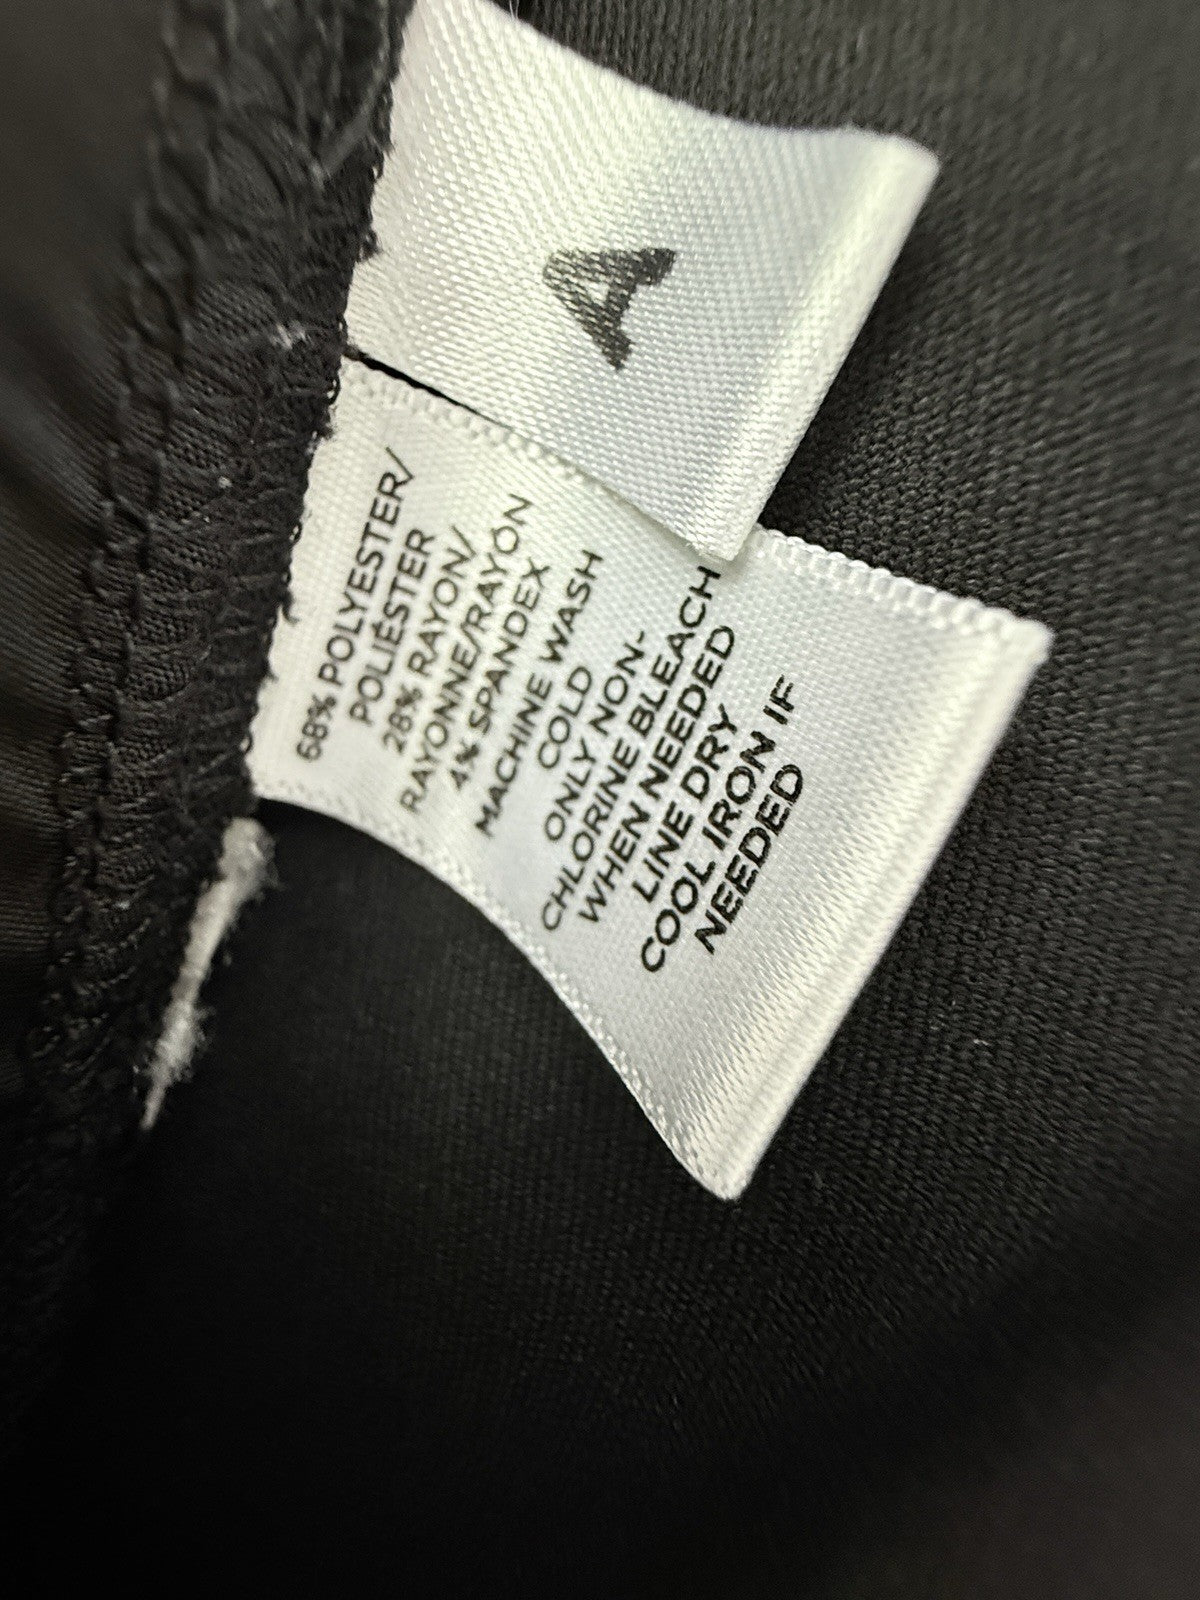 A
68% POLYESTER/
POLIÉSTER
28% RAYON/
RAYONNE/RAYÓN
4% SPANDEX
MACHINE WASH
COLD
ONLY NON-
CHLORINE BLEACH
WHEN NEEDED
LINE DRY
COOL IRON IF
NEEDED